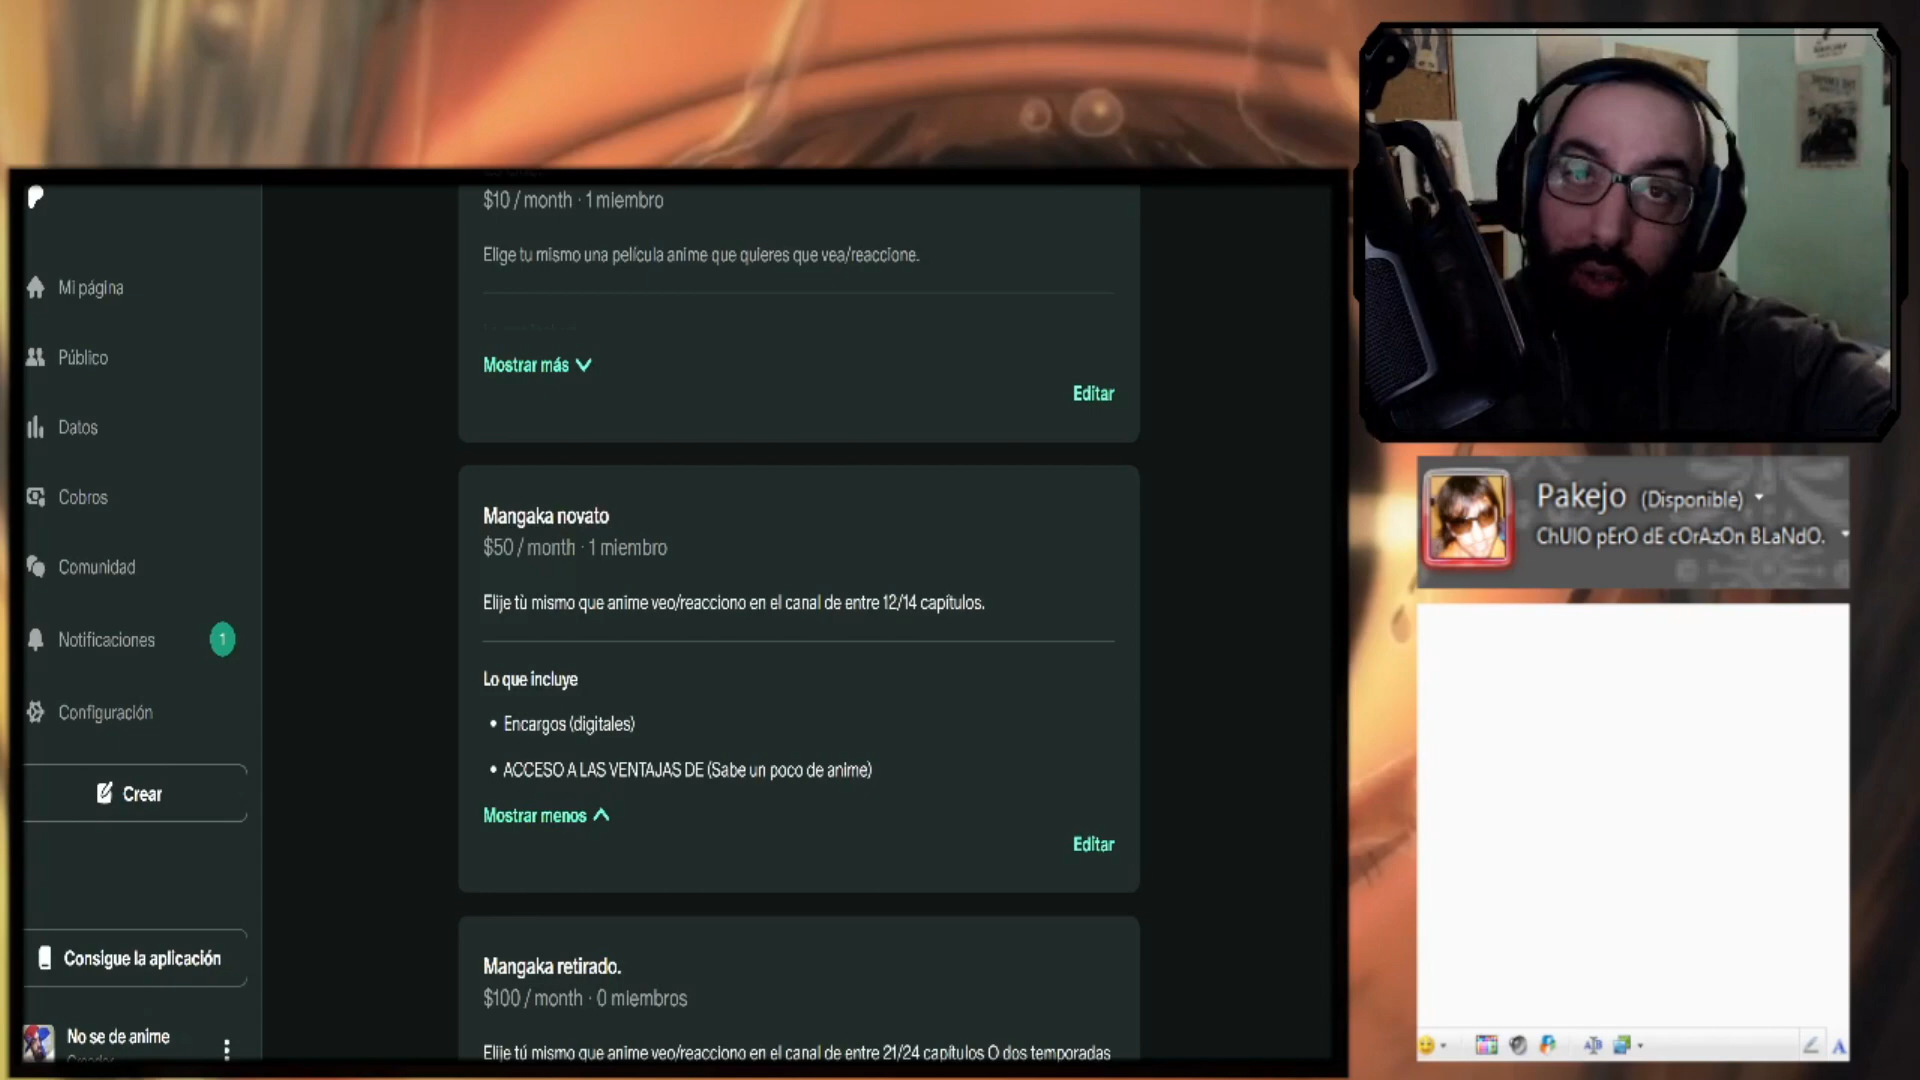 $10 / month · 1 miembro
Elige tu mismo una película anime que quieres que vea/reaccione.
Mostrar más
Editar
Mi página
Público
Datos
Cobros
Comunidad
Notificaciones
1
Configuración
Crear
Consigue la aplicación
No se de anime
Mangaka novato
$50 / month · 1 miembro
Elije tù mismo que anime veo/reacciono en el canal de entre 12/14 capítulos.
Lo que incluye
• Encargos (digitales)
• ACCESO A LAS VENTAJAS DE (Sabe un poco de anime)
Mostrar menos
Editar
Mangaka retirado.
$100 / month · 0 miembros
Elije tú mismo que anime veo/reacciono en el canal de entre 21/24 capítulos O dos temporadas
Pakejo (Disponible)
ChUlO pErO dE cOrAzOn BLaNdO.